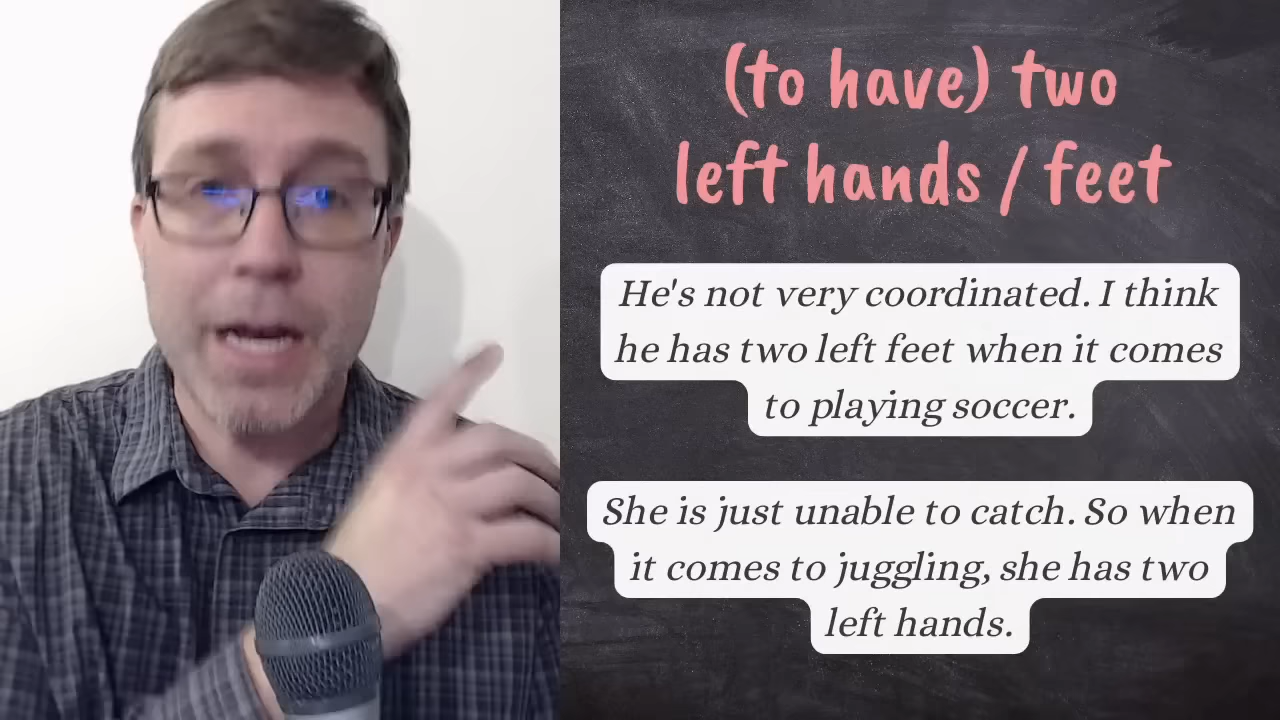 (to have) two
left hands / feet
He's not very coordinated. I think
he has two left feet when it comes
to playing soccer.
She is just unable to catch. So when
it comes to juggling, she has two
left hands.